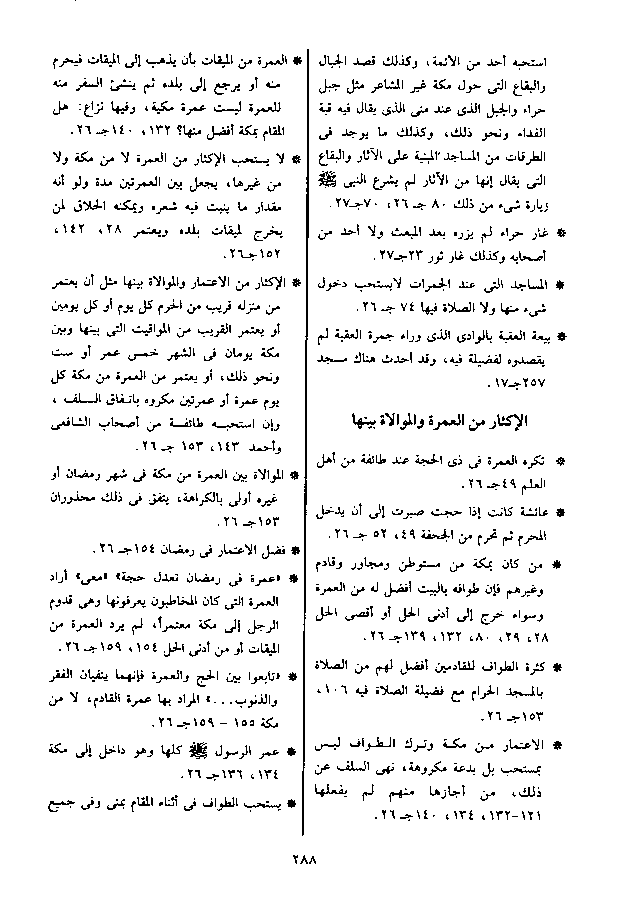 استحبه أحد من الأئمة، وكذلك قصد الجبال
والبقاع التى حول مكة غير المشاعر مثل جبل
حراء والجبل الذى عند منى الذى يقال فيه قبة
الفداء ونحو ذلك، وكذلك ما يوجد فى
الطرقات من المساجد المبنية على الآثار والبقاع
التى يقال إنها من الآثار لم يشرع النبى ﷺ
زيارة شىء من ذلك ٨٠ جـ ٢٦، ٧٠جـ٢٧.
* غار حراء لم يزره بعد المبعث ولا أحد من
أصحابه وكذلك غار ثور ٢٣جـ٢٧.
* المساجد التى عند الجمرات لايستحب دخول
شىء منها ولا الصلاة فيها ٧٤ جـ ٢٦.
* بيعة العقبة بالوادى الذى وراء جمرة العقبة لم
يقصدوه لفضيلة فيه، وقد أحدث هناك مسجد
٢٥٧جـ١٧.
الإكثار من العمرة والموالاة بينها
* تكره العمرة فى ذى الحجة عند طائفة من أهل
العلم ٤٩جـ ٢٦.
* عائشة كانت إذا حجت صبرت إلى أن يدخل
المحرم ثم تحرم من الجحفة ٤٩، ٥٢ جـ ٢٦.
* من كان بمكة من مستوطن ومجاور وقادم
وغيرهم فإن طوافه بالبيت أفضل له من العمرة
وسواء خرج إلى أدنى الحل أو أقصى الحل
٢٨، ٢٩، ٨٠، ١٣٢، ١٣٩جـ٢٦.
* كثرة الطواف للقادمين أفضل لهم من الصلاة
بالمسجد الحرام مع فضيلة الصلاة فيه ١٠٦،
١٥٣جـ٢٦.
* الاعتمار من مكة وترك الطواف ليس
بمستحب بل بدعة مكروهة، نهى السلف عن
ذلك، من أجازها منهم لم يفعلها
١٢١-١٣٢، ١٣٤، ١٤٠ جـ٢٦.
* العمرة من الميقات بأن يذهب إلى الميقات فيحرم
منه أو يرجع إلى بلده ثم ينشئ السفر منه
للعمرة ليست عمرة مكية، وفيها نزاع: هل
المقام بمكة أفضل منها؟ ١٣٢، ١٤٠جـ٢٦.
* لا يستحب الإكثار من العمرة لا من مكة ولا
من غيرها، يجعل بين العمرتين مدة ولو أنه
مقدار ما ينبت فيه شعره ويمكنه الحلاق لمن
يخرج لميقات بلده ويعتمر ٢٨، ١٤٢،
١٥٢جـ٢٦.
* الإكثار من الاعتمار والموالاة بينها مثل أن يعتمر
من منزله قريب من الحرم كل يوم أو كل يومين
أو يعتمر القريب من المواقيت التى بينها وبين
مكة يومان فى الشهر خمس عمر أو ست
ونحو ذلك، أو يعتمر من العمرة من مكة كل
يوم عمرة أو عمرتين مكروه باتفاق السلف،
وإن استحبه طائفة من أصحاب الشافعى
وأحمد ١٤٣، ١٥٣ جـ ٢٦.
* الموالاة بين العمرة من مكة فى شهر رمضان أو
غيره أولى بالكراهة، يتفق فى ذلك محذوران
١٥٣جـ ٢٦.
* فضل الاعتمار فى رمضان ١٥٤جـ ٢٦.
* «عمرة فى رمضان تعدل حجة» «معى» أراد
العمرة التى كان المخاطبون يعرفونها وهى قدوم
الرجل إلى مكة معتمراً، لم يرد العمرة من
الميقات أو من أدنى الحل ١٥٤، ١٥٩ جـ ٢٦.
* «تابعوا بين الحج والعمرة فإنهما ينفيان الفقر
والذنوب...» المراد بها عمرة القادم، لا من
مكة ١٥٥ - ١٥٩جـ ٢٦.
* عمر الرسول ﷺ كلها وهو داخل إلى مكة
١٣٤، ١٣٦جـ ٢٦.
* يستحب الطواف فى أثناء المقام بمنى وفى جميع
٢٨٨